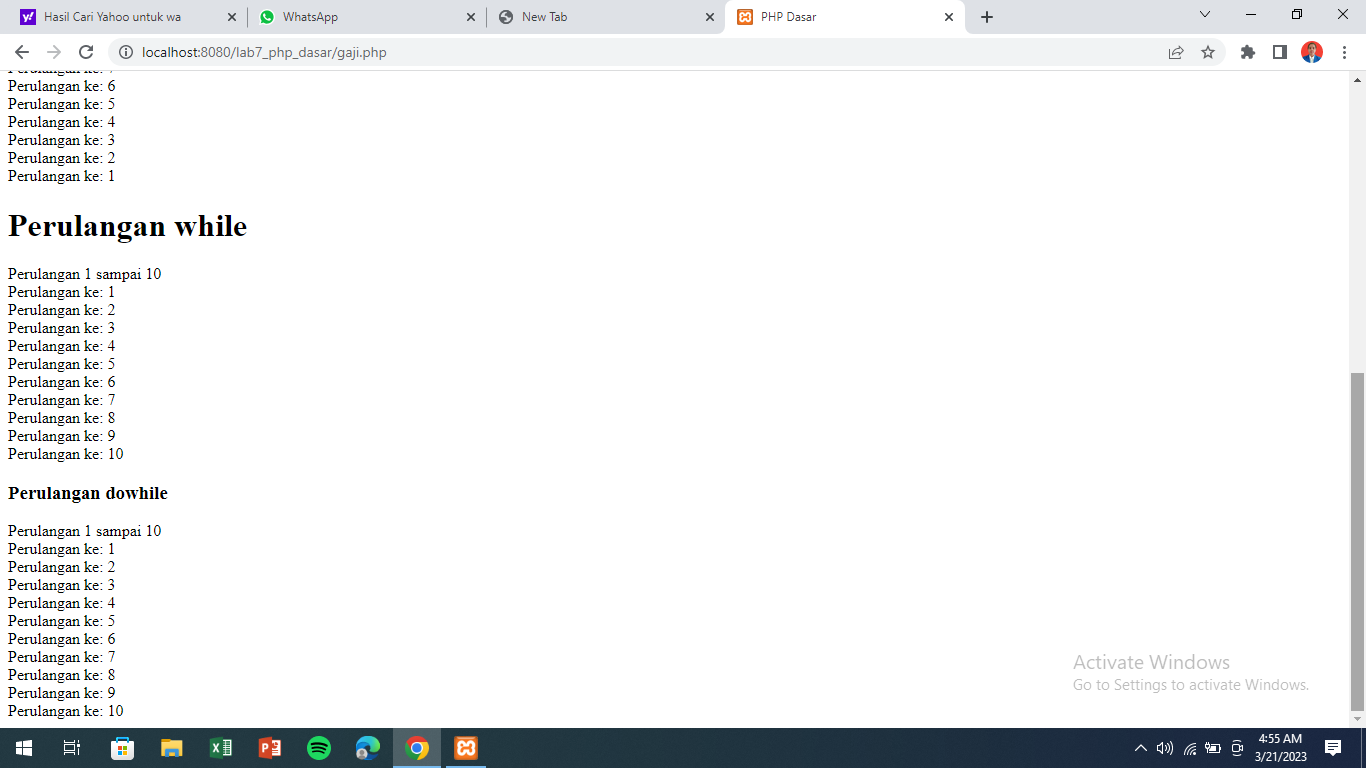 Hasil Cari Yahoo untuk wa
WhatsApp
New Tab
PHP Dasar
localhost:8080/lab7_php_dasar/gaji.php
Perulangan ke: 7
Perulangan ke: 6
Perulangan ke: 5
Perulangan ke: 4
Perulangan ke: 3
Perulangan ke: 2
Perulangan ke: 1
Perulangan while
Perulangan 1 sampai 10
Perulangan ke: 1
Perulangan ke: 2
Perulangan ke: 3
Perulangan ke: 4
Perulangan ke: 5
Perulangan ke: 6
Perulangan ke: 7
Perulangan ke: 8
Perulangan ke: 9
Perulangan ke: 10
Perulangan dowhile
Perulangan 1 sampai 10
Perulangan ke: 1
Perulangan ke: 2
Perulangan ke: 3
Perulangan ke: 4
Perulangan ke: 5
Perulangan ke: 6
Perulangan ke: 7
Perulangan ke: 8
Perulangan ke: 9
Perulangan ke: 10
Activate Windows
Go to Settings to activate Windows.
4:55 AM
3/21/2023